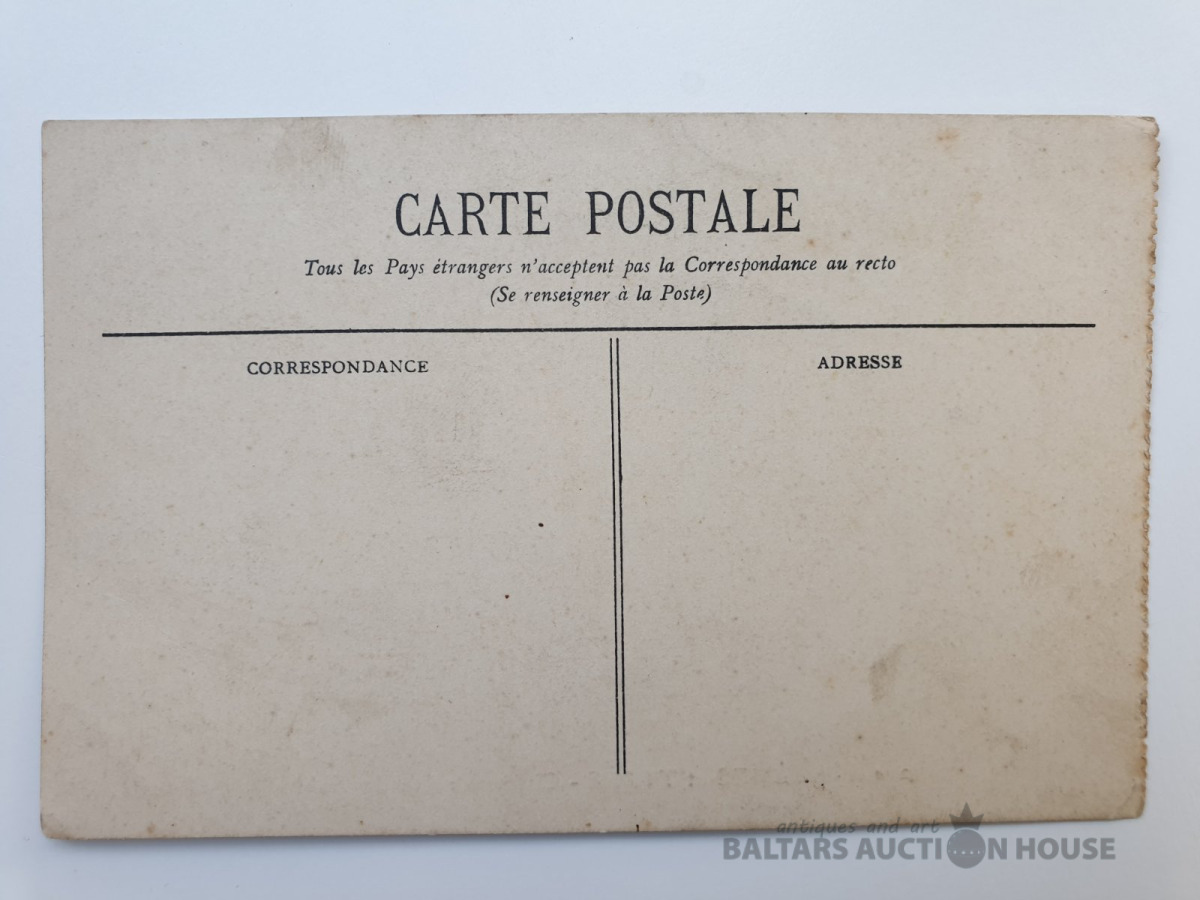 CARTE POSTALE
Tous les Pays étrangers n'acceptent pas la Correspondance au recto
(Se renseigner à la Poste)
CORRESPONDANCE
ADRESSE
antiques and art
BALTARS AUCTION HOUSE